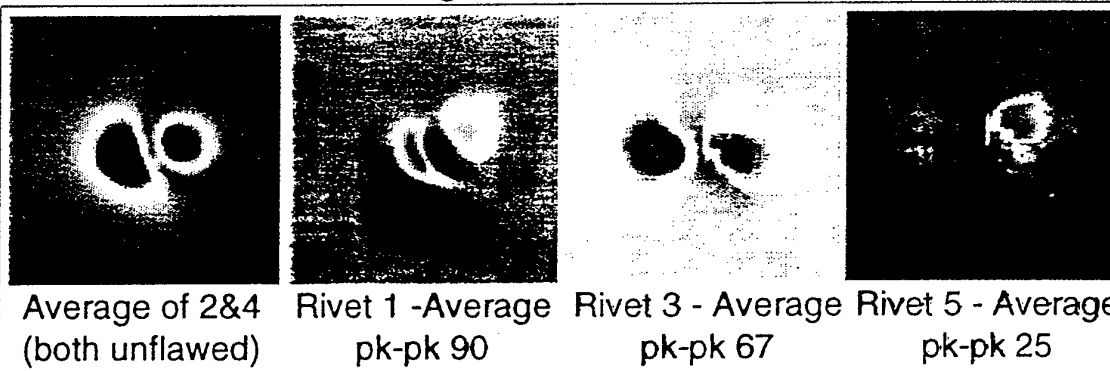 Average of 2&4
(both unflawed)
Rivet 1 -Average
pk-pk 90
Rivet 3 - Average
pk-pk 67
Rivet 5 - Average
pk-pk 25